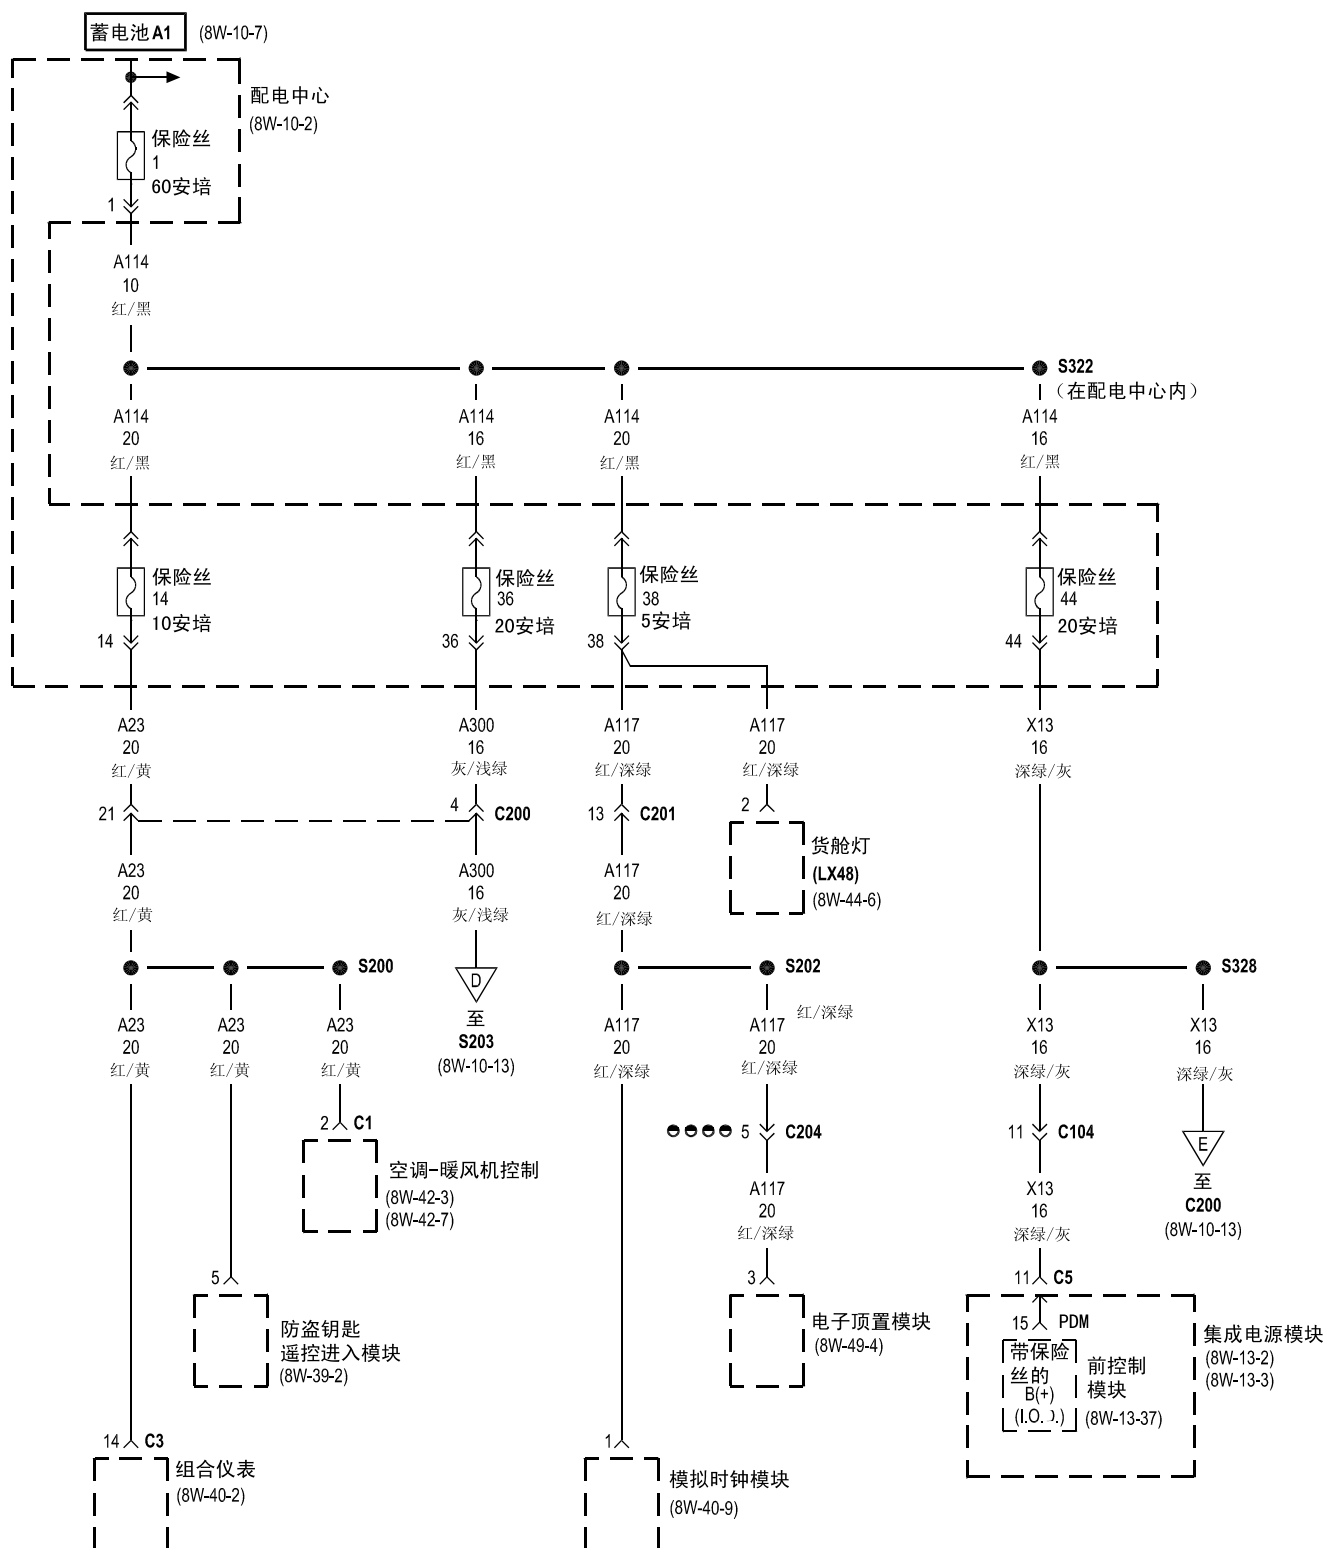 蓄电池A1 (8W-10-7)
配电中心
(8W-10-2)
保险丝
1
60安培
1
A114
10
红/黑
S322
(在配电中心内)
A114 A114 A114 A114
20 16 20 16
红/黑 红/黑 红/黑 红/黑
保险丝 保险丝 保险丝 保险丝
14 36 38 44
10安培 20安培 5安培 20安培
14 36 38 44
A23 A300 A117 A117 X13
20 16 20 20 16
红/黄 灰/浅绿 红/深绿 红/深绿 深绿/灰
21 4 C200 13 C201 2
货舱灯
(LX48)
(8W-44-6)
A23 A300 A117
20 16 20
红/黄 灰/浅绿 红/深绿
S200 D S202 S328
至
S203
(8W-10-13)
红/深绿
A23 A23 A23 A117 A117 X13 X13
20 20 20 20 20 16 16
红/黄 红/黄 红/黄 红/深绿 红/深绿 深绿/灰 深绿/灰
2 C1 5 C204 11 C104 E
至
C200
(8W-10-13)
空调-暖风机控制
(8W-42-3)
(8W-42-7)
A117 X13
20 16
红/深绿 深绿/灰
5 3 11 C5
防盗钥匙
遥控进入模块
(8W-39-2)
电子顶置模块
(8W-49-4)
15 PDM
带保险
丝的
B(+)
前控制
模块
(8W-13-37)
集成电源模块
(8W-13-2)
(8W-13-3)
14 C3 1
组合仪表
(8W-40-2)
模拟时钟模块
(8W-40-9)